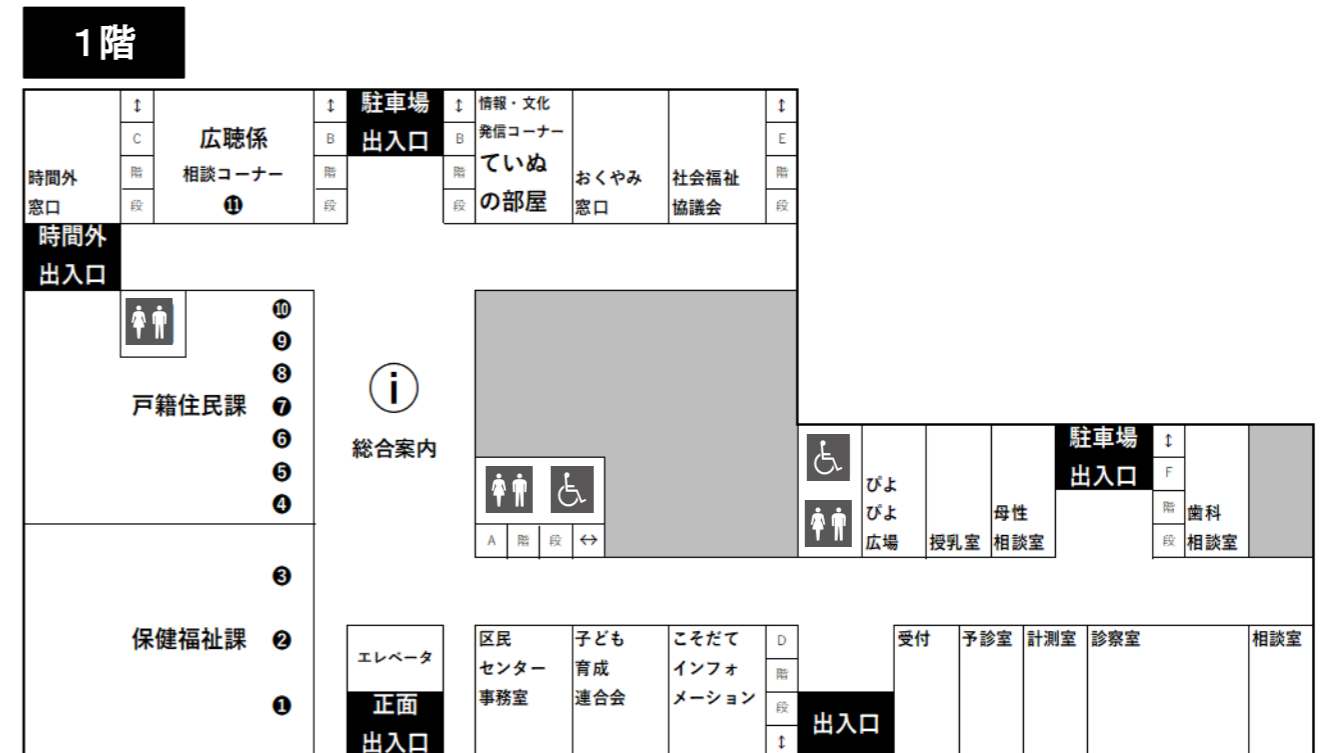 1階
時間外
窓口
↕
C
階
段
広聴係
相談コーナー
⓫
↕
B
階
段
駐車場
出入口
↕
B
階
段
情報・文化
発信コーナー
ていぬ
の部屋
おくやみ
窓口
社会福祉
協議会
↕
E
階
段
時間外
出入口
戸籍住民課
❿
❾
❽
❼
❻
❺
❹
i
総合案内
A 階 段 ↔
ぴよ
ぴよ
広場
授乳室
母性
相談室
駐車場
出入口
↕
F
階
段
歯科
相談室
保健福祉課
❸
❷
❶
エレベータ
正面
出入口
区民
センター
事務室
子ども
育成
連合会
こそだて
インフォ
メーション
D
階
段
↕
出入口
受付
予診室
計測室
診察室
相談室